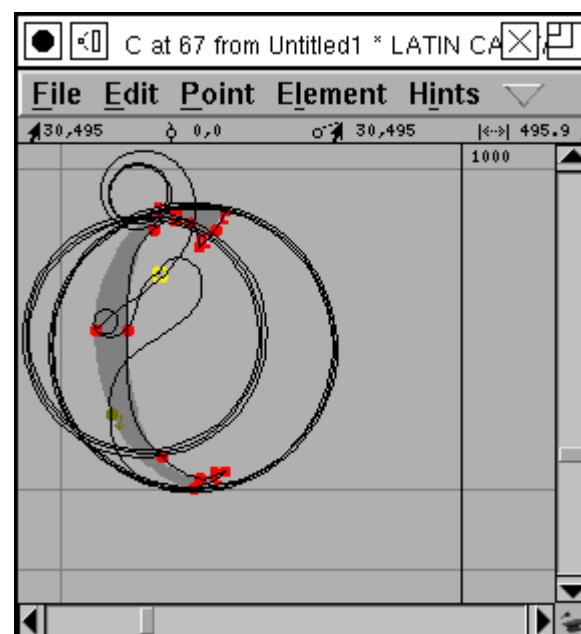 C at 67 from Untitled1 * LATIN CA
File Edit Point Element Hints
30,495 0,0 30,495 495.9
1000